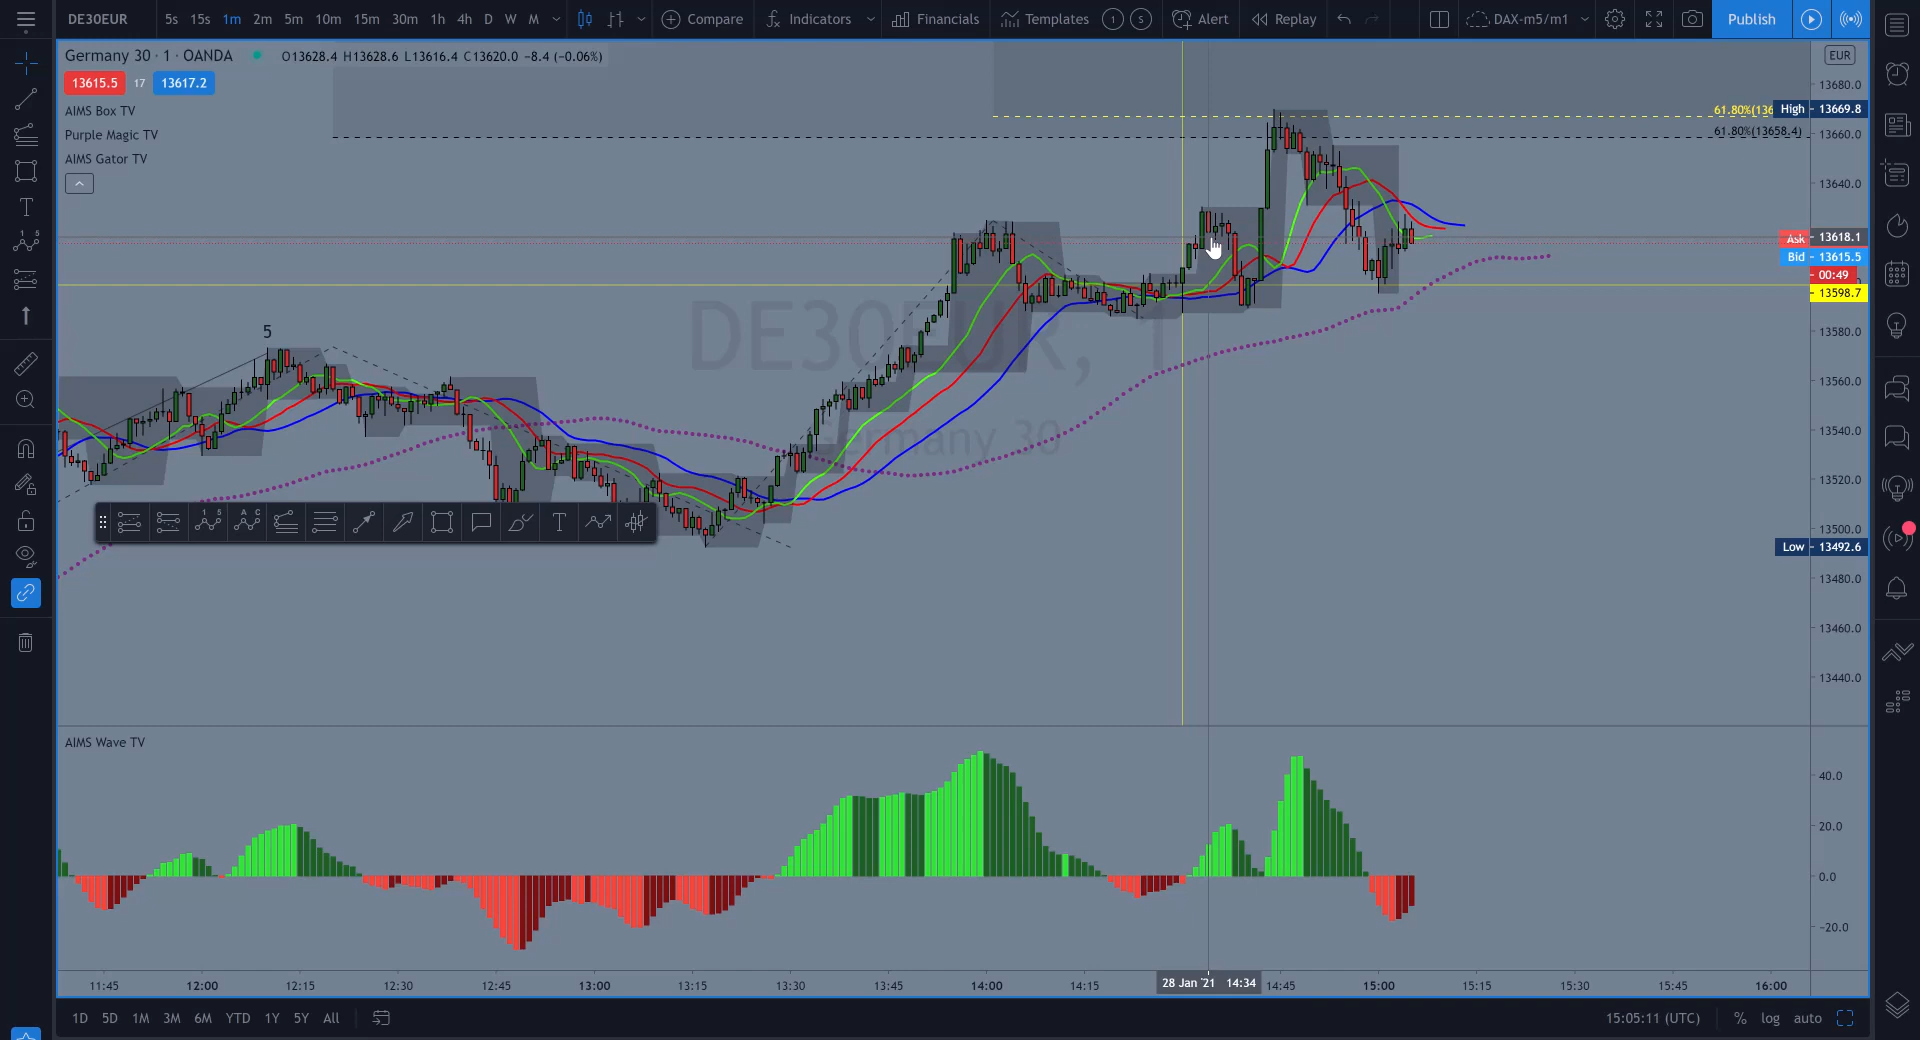 DE30EUR 5s 15s 1m 2m 5m 10m 15m 30m 1h 4h D W M Compare Indicators Financials Templates 1 S Alert Replay DAX-m5/m1 Publish
Germany 30 · 1 · OANDA O13628.4 H13628.6 L13616.4 C13620.0 −8.4 (−0.06%)
EUR
13615.5 17 13617.2
AIMS Box TV
Purple Magic TV
AIMS Gator TV
13680.0
61.80%(136 High 13669.8
61.80%(13658.4) 13660.0
13640.0
Ask 13618.1
Bid 13615.5
00:49
13598.7
13580.0
13560.0
13540.0
13520.0
13500.0
Low 13492.6
13480.0
13460.0
13440.0
5
DE30EUR, 1
Germany 30
AIMS Wave TV
40.0
20.0
0.0
−20.0
11:45 12:00 12:15 12:30 12:45 13:00 13:15 13:30 13:45 14:00 14:15 28 Jan '21 14:34 14:45 15:00 15:15 15:30 15:45 16:00
1D 5D 1M 3M 6M YTD 1Y 5Y All 15:05:11 (UTC) % log auto